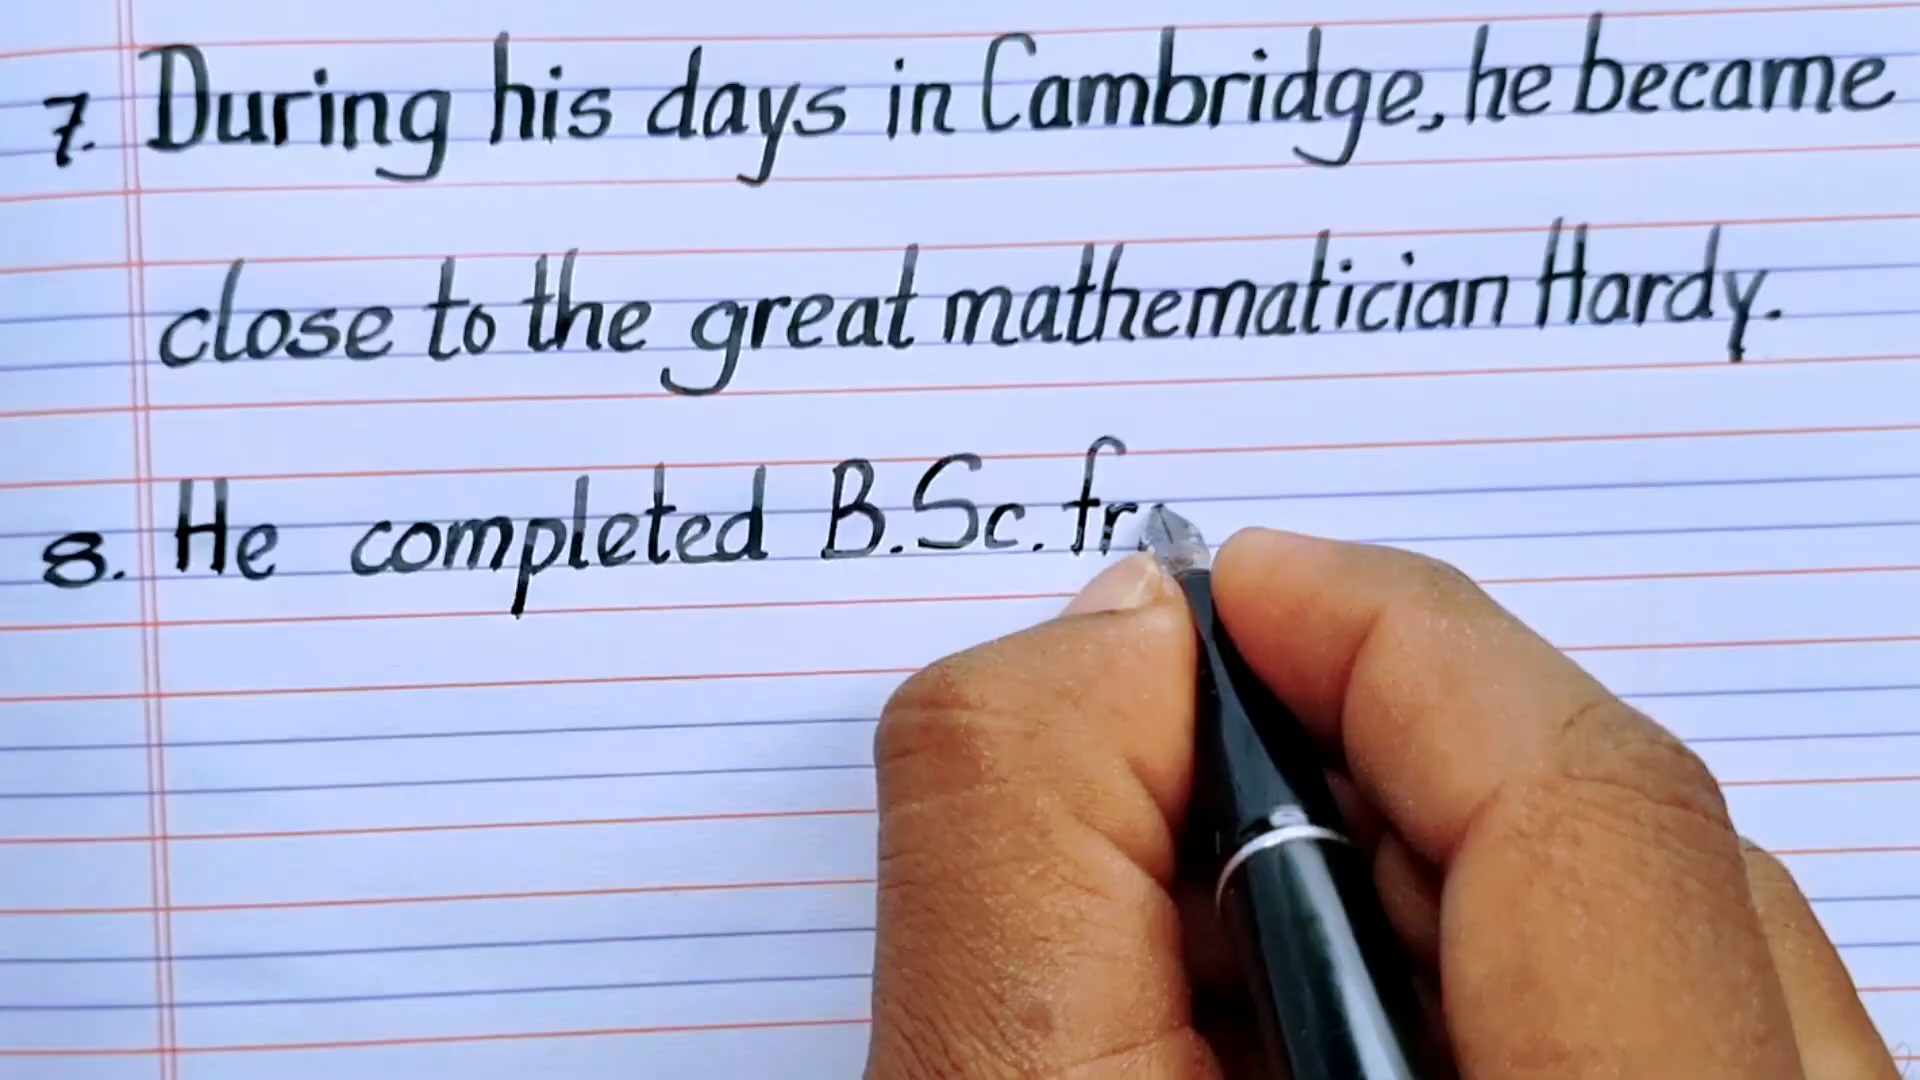 7. During his days in Cambridge, he became
close to the great mathematician Hardy.
8. He completed B.Sc. fr